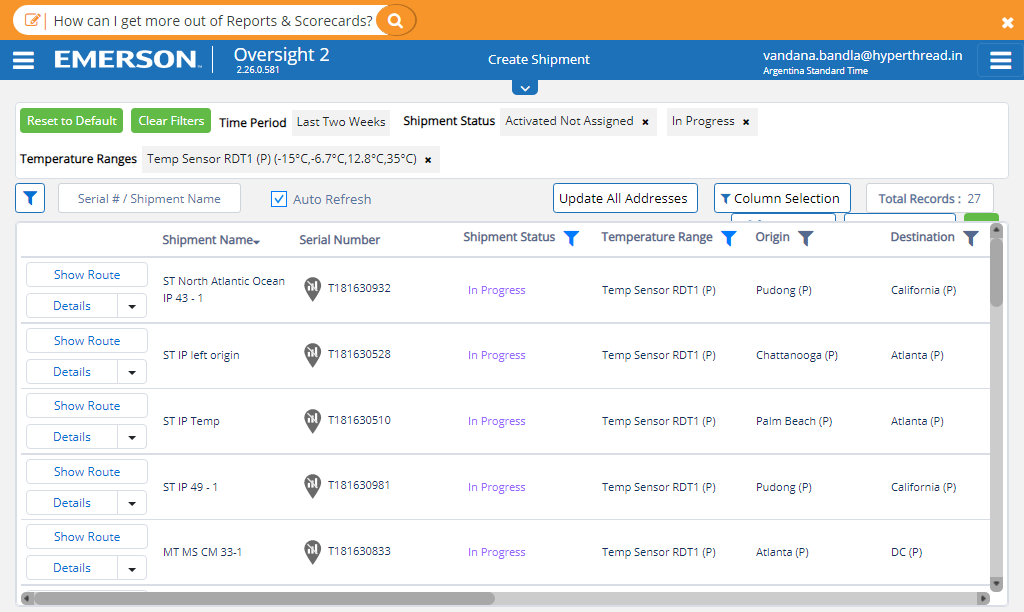 How can I get more out of Reports & Scorecards?
EMERSON
Oversight 2
2.26.0.581
Create Shipment
vandana.bandla@hyperthread.in
Argentina Standard Time
Reset to Default Clear Filters Time Period Last Two Weeks Shipment Status Activated Not Assigned × In Progress ×
Temperature Ranges Temp Sensor RDT1 (P) (-15°C,-6.7°C,12.8°C,35°C) ×
Serial # / Shipment Name Auto Refresh Update All Addresses Column Selection Total Records : 27
Shipment Name Serial Number Shipment Status Temperature Range Origin Destination
Show Route
Details
ST North Atlantic Ocean
IP 43 - 1
T181630932 In Progress Temp Sensor RDT1 (P) Pudong (P) California (P)
Show Route
Details
ST IP left origin T181630528 In Progress Temp Sensor RDT1 (P) Chattanooga (P) Atlanta (P)
Show Route
Details
ST IP Temp T181630510 In Progress Temp Sensor RDT1 (P) Palm Beach (P) Atlanta (P)
Show Route
Details
ST IP 49 - 1 T181630981 In Progress Temp Sensor RDT1 (P) Pudong (P) California (P)
Show Route
Details
MT MS CM 33-1 T181630833 In Progress Temp Sensor RDT1 (P) Atlanta (P) DC (P)